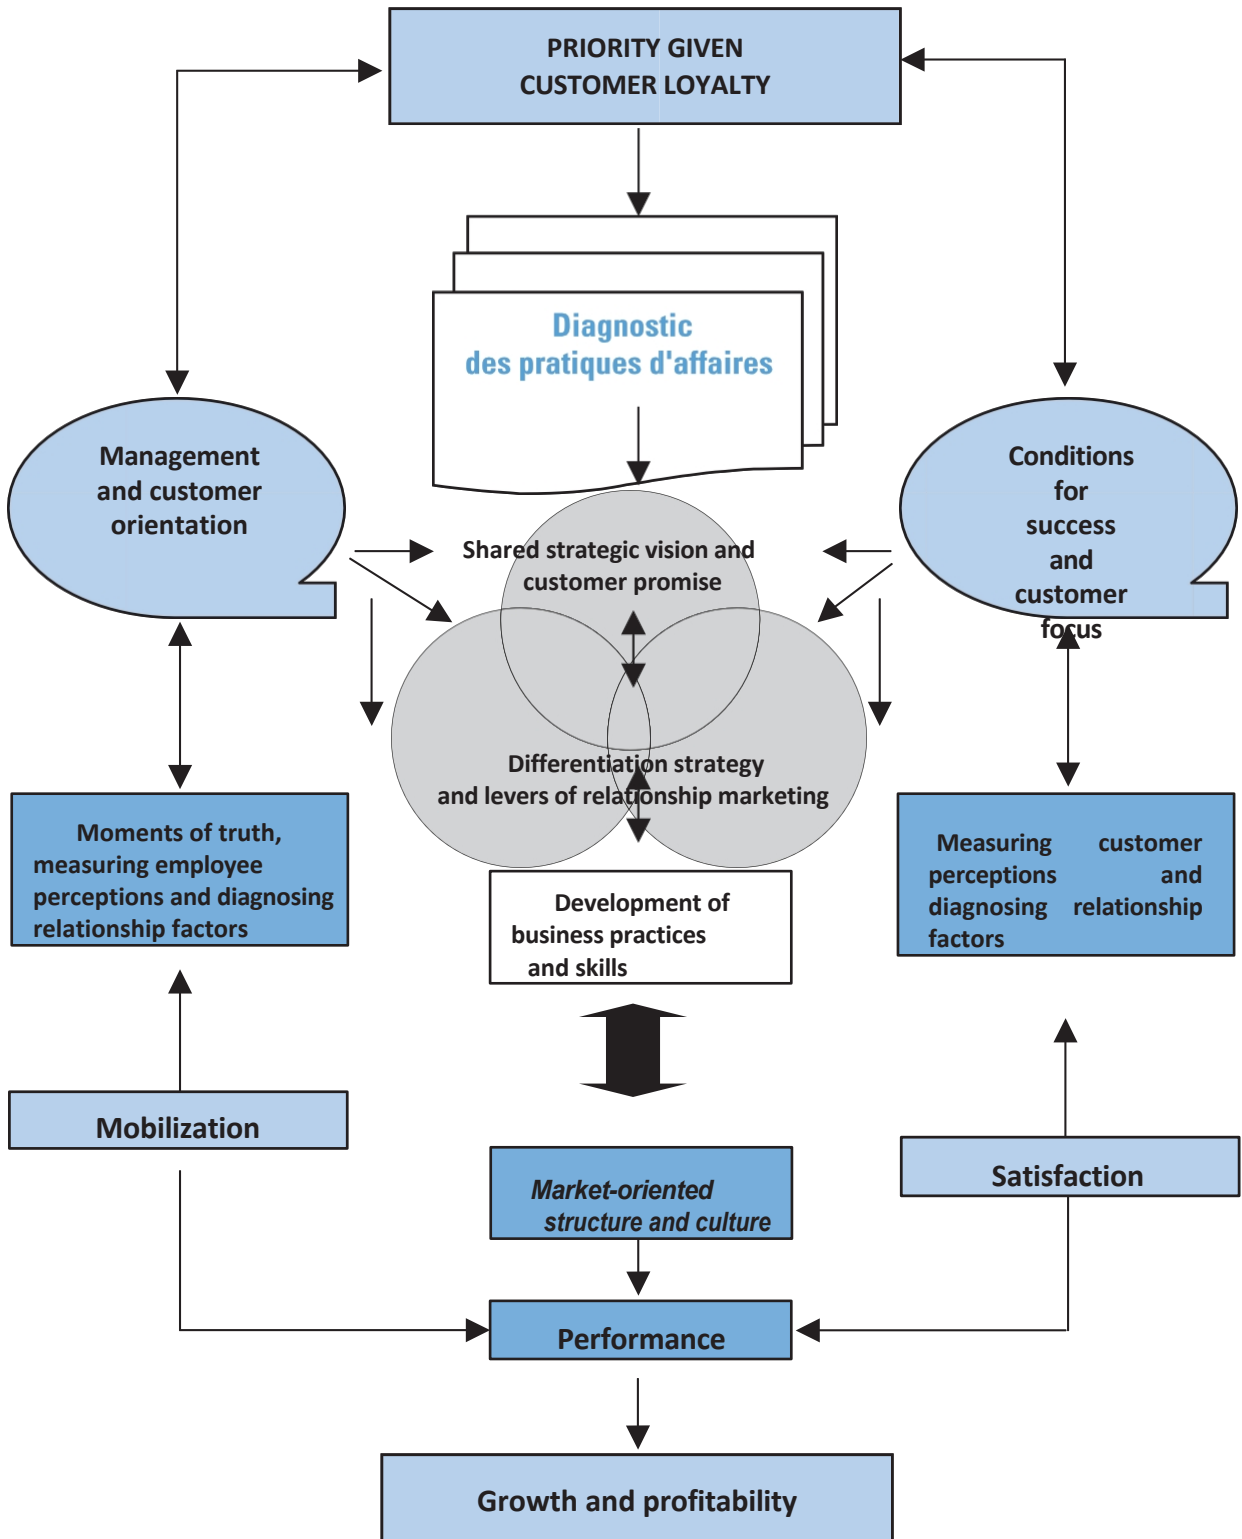 PRIORITY GIVEN
CUSTOMER LOYALTY
Diagnostic
des pratiques d'affaires
Management
and customer
orientation
Conditions
for
success
and
customer
focus
Shared strategic vision and
customer promise
Differentiation strategy
and levers of relationship marketing
Moments of truth,
measuring employee
perceptions and diagnosing
relationship factors
Development of
business practices
and skills
Measuring customer
perceptions and
diagnosing relationship
factors
Mobilization
Market-oriented
structure and culture
Satisfaction
Performance
Growth and profitability